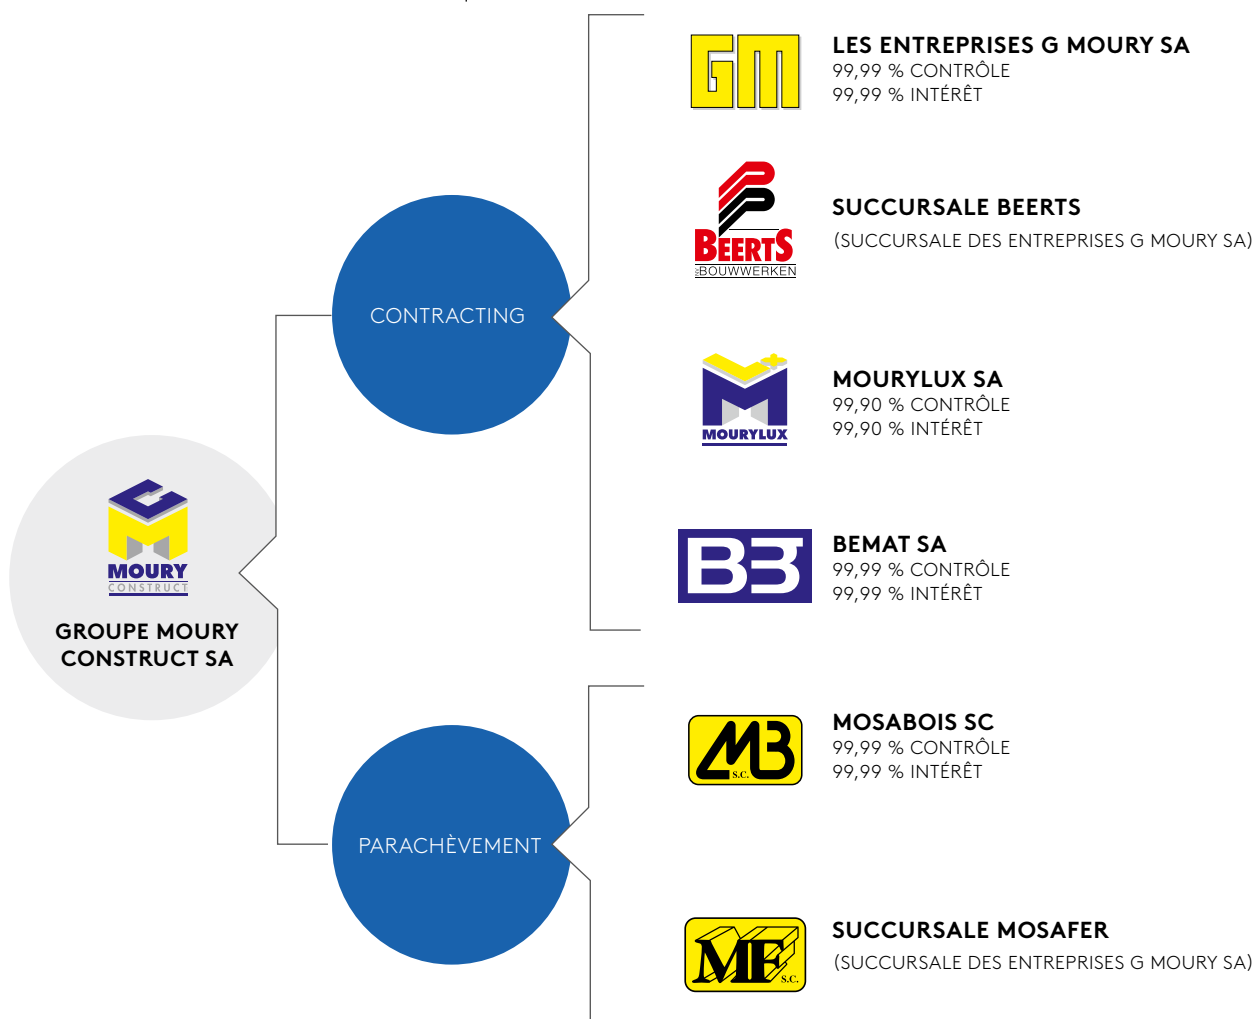 GM
LES ENTREPRISES G MOURY SA
99,99 % CONTRÔLE
99,99 % INTÉRÊT
BEERTS
BOUWWERKEN
SUCCURSALE BEERTS
(SUCCURSALE DES ENTREPRISES G MOURY SA)
CONTRACTING
MOURYLUX
MOURYLUX SA
99,90 % CONTRÔLE
99,90 % INTÉRÊT
BEMAT SA
99,99 % CONTRÔLE
99,99 % INTÉRÊT
MOURY
CONSTRUCT
GROUPE MOURY
CONSTRUCT SA
MB
S.C.
MOSABOIS SC
99,99 % CONTRÔLE
99,99 % INTÉRÊT
PARACHÈVEMENT
MF
S.C.
SUCCURSALE MOSAFER
(SUCCURSALE DES ENTREPRISES G MOURY SA)